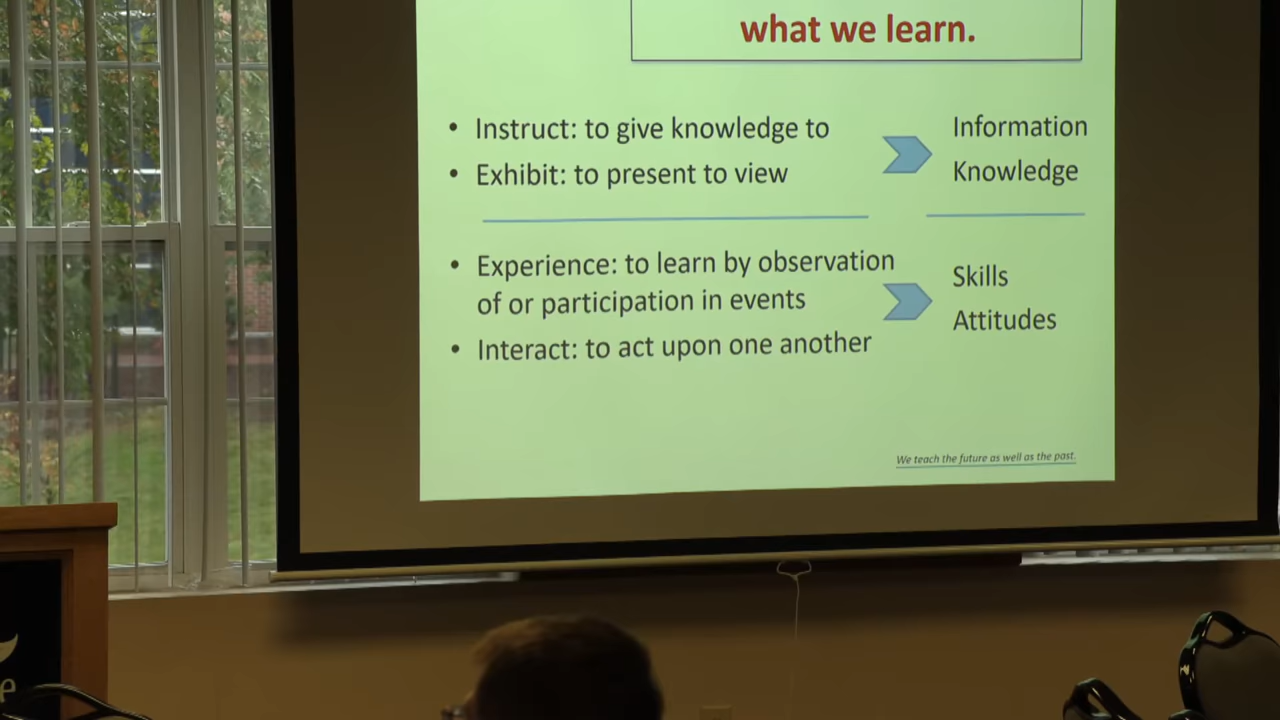 what we learn.
• Instruct: to give knowledge to
• Exhibit: to present to view
Information
Knowledge
• Experience: to learn by observation
of or participation in events
• Interact: to act upon one another
Skills
Attitudes
We teach the future as well as the past.
e